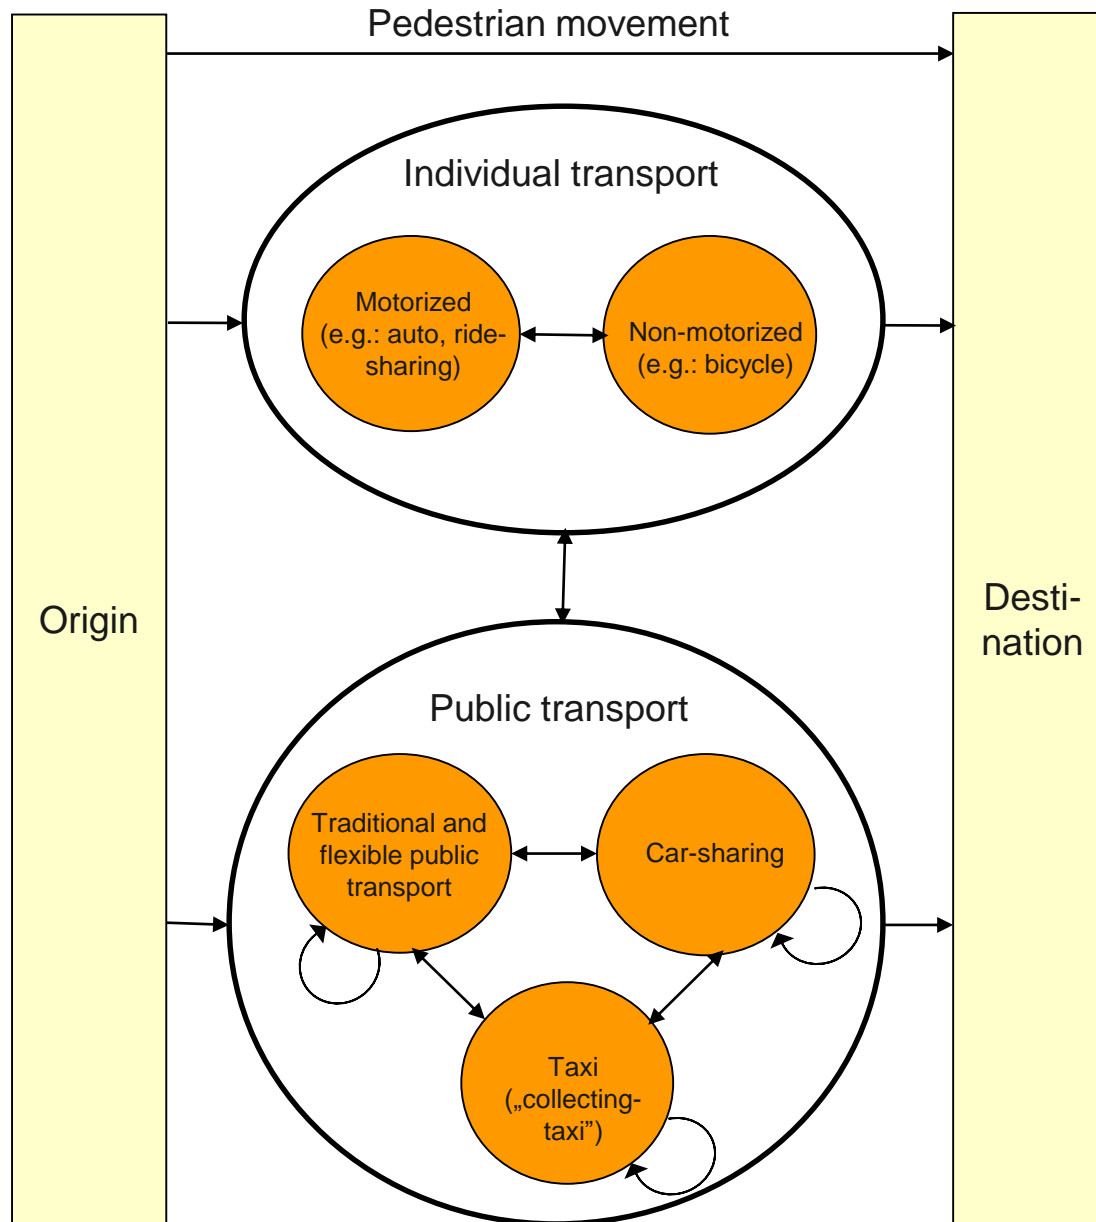 Pedestrian movement
Individual transport
Motorized
(e.g.: auto, ride-
sharing)
Non-motorized
(e.g.: bicycle)
Origin
Desti-
nation
Public transport
Traditional and
flexible public
transport
Car-sharing
Taxi
(„collecting-
taxi”)